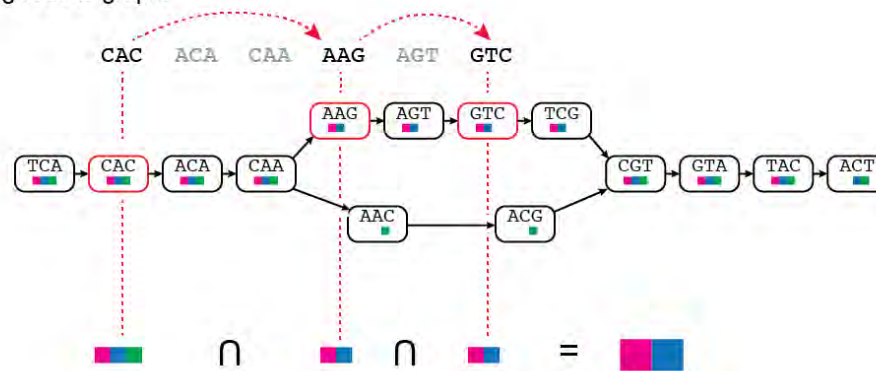 CAC ACA CAA AAG AGT GTC
AAG AGT GTC TCG
TCA CAC ACA CAA CGT GTA TAC ACT
AAC ACG
∩ ∩ =